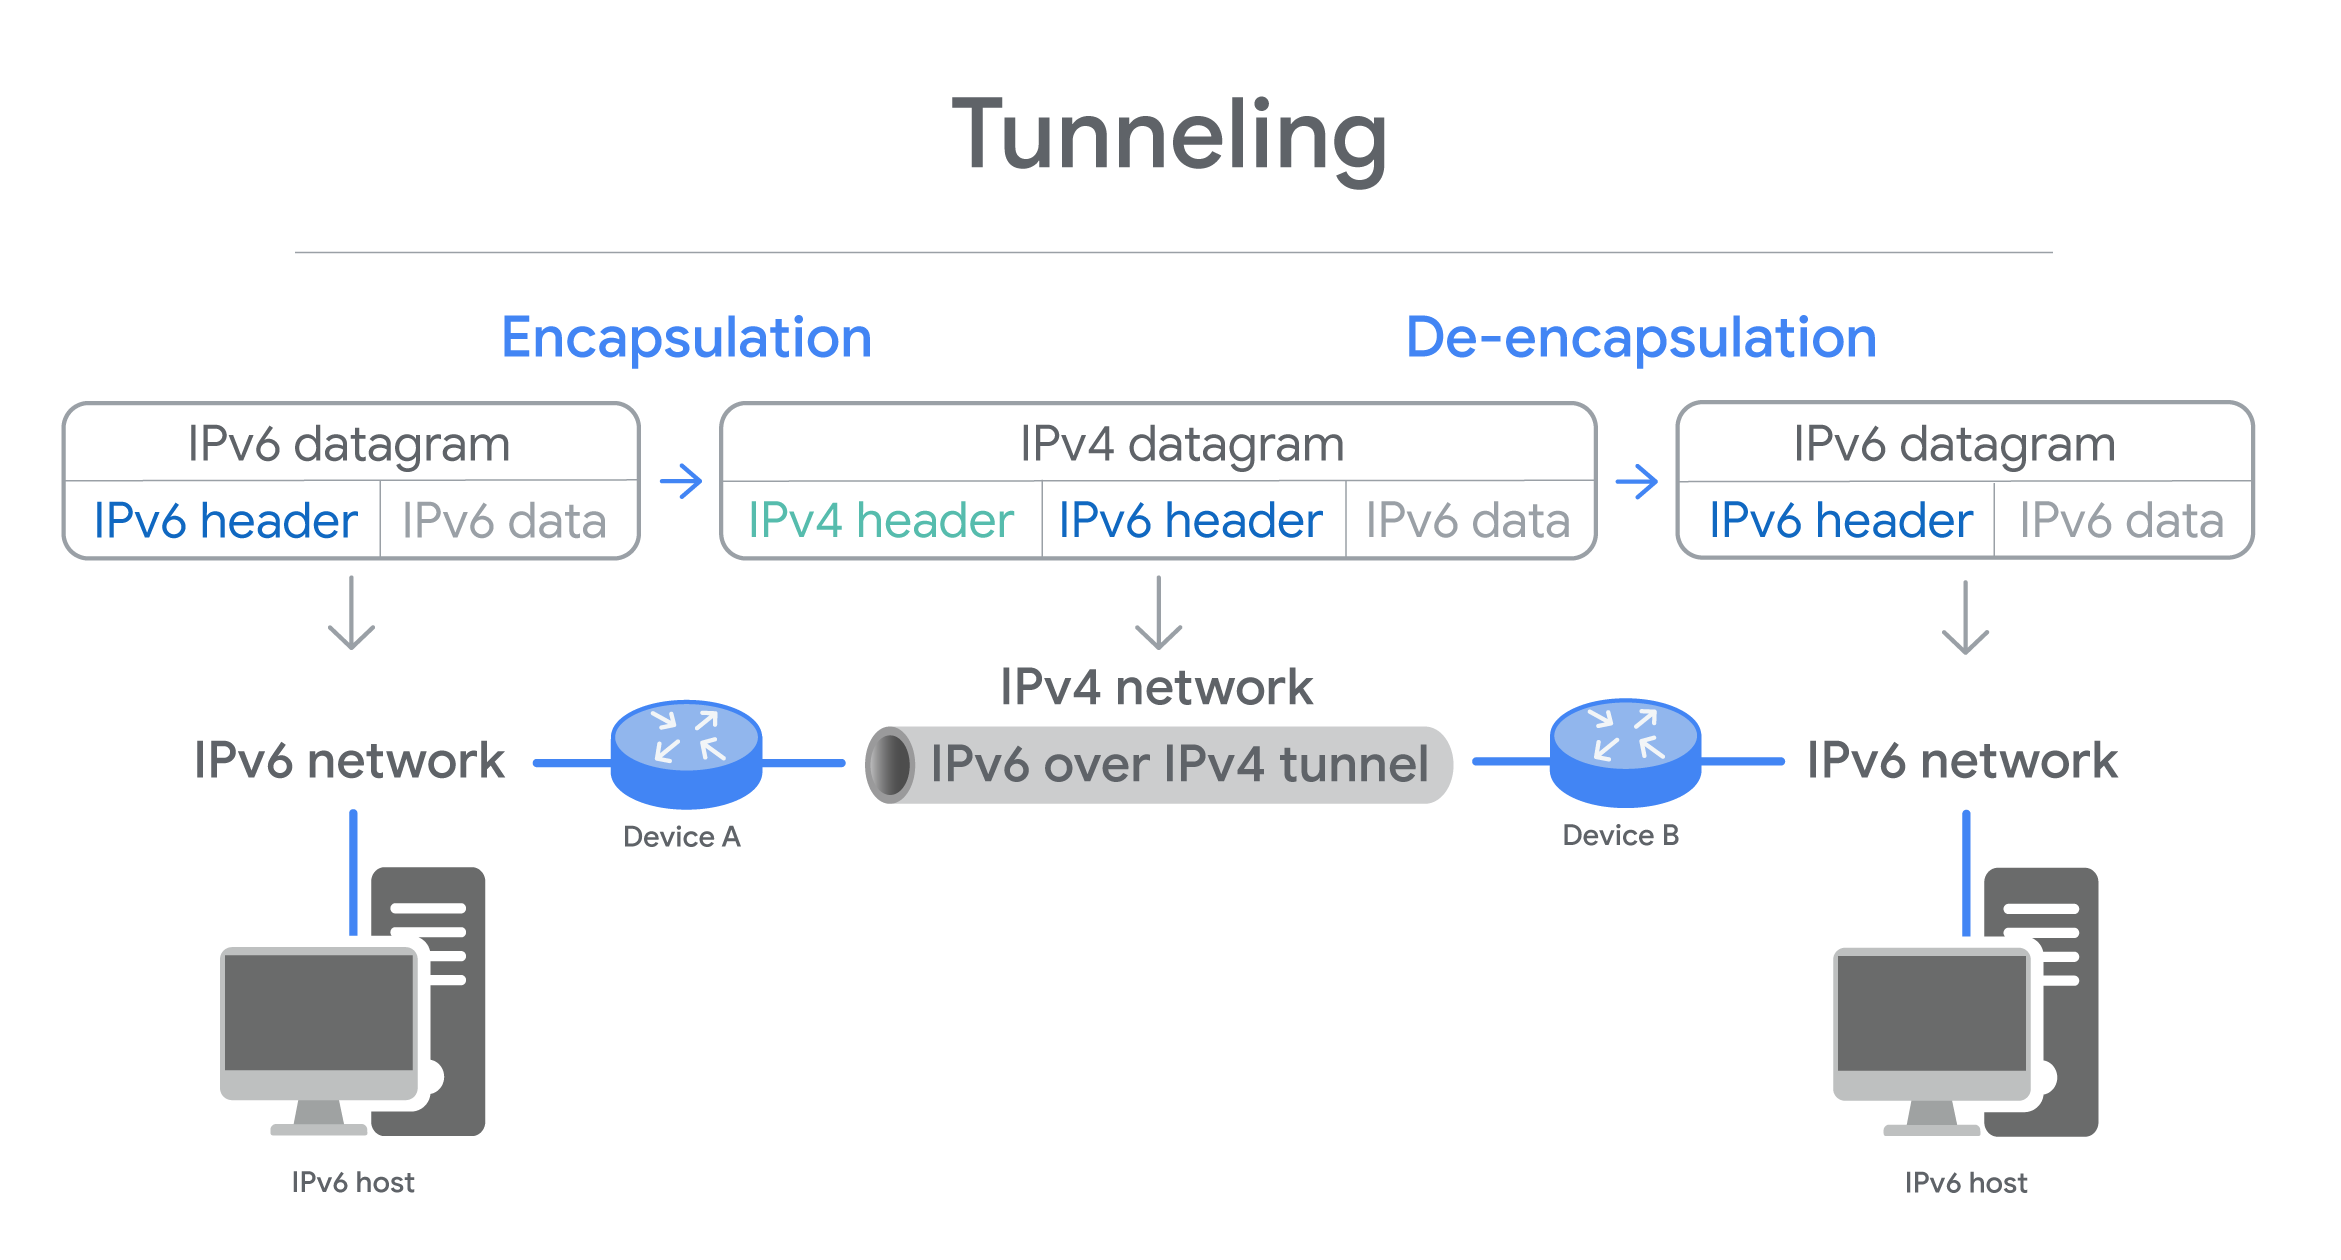 Tunneling
Encapsulation
De-encapsulation
IPv6 datagram
IPv6 header
IPv6 data
IPv4 datagram
IPv4 header
IPv6 header
IPv6 data
IPv6 datagram
IPv6 header
IPv6 data
IPv6 network
Device A
IPv4 network
IPv6 over IPv4 tunnel
Device B
IPv6 network
IPv6 host
IPv6 host